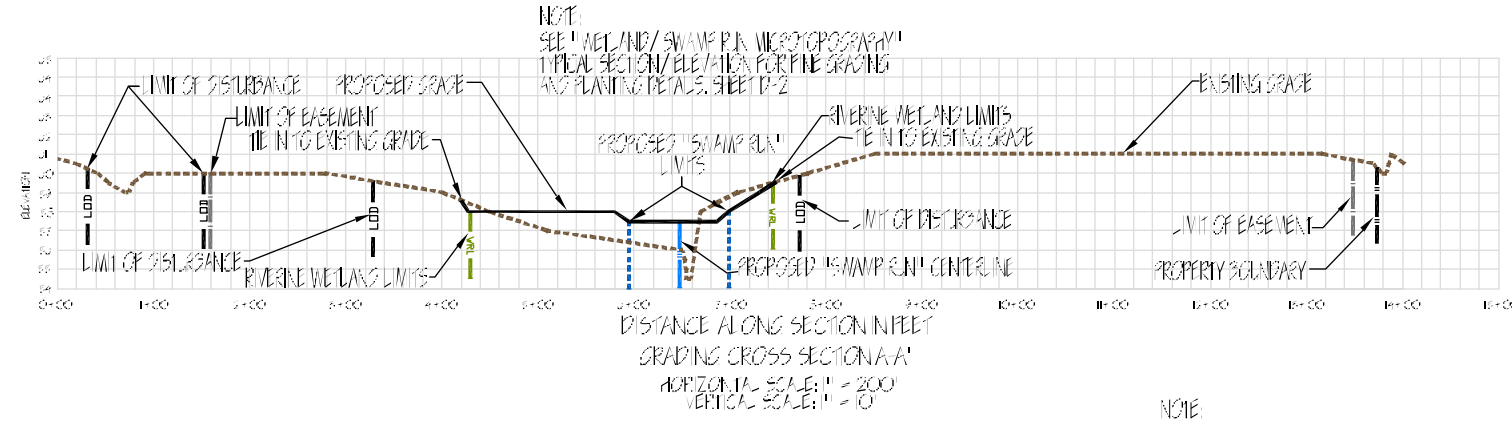 NOTE:
SEE "WETLAND/ SWAMP RUN MICROTOPOGRAPHY"
TYPICAL SECTION/ELEVATION FOR FINE GRADING
AND PLANTING DETALS, SHEET D-2
LIMIT OF DISTURBANCE
PROPOSED GRADE
EXISTING GRADE
LIMIT OF EASEMENT
RIVERINE WETLAND LIMITS
TIE IN TO EXISTING GRADE
TIE IN TO EXISTING GRADE
PROPOSED "SWAMP RUN"
LIMITS
ELEVATION
LOD
LOD
LOD
LOD
WRL
WRL
LIMIT OF DISTURBANCE
LIMIT OF EASEMENT
LIMIT OF DISTURBANCE
RIVERINE WETLAND LIMITS
PROPOSED "SWAMP RUN" CENTERLINE
PROPERTY BOUNDARY
0+00 1+00 2+00 3+00 4+00 5+00 6+00 7+00 8+00 9+00 10+00 11+00 12+00 13+00 14+00 15+00
DISTANCE ALONG SECTION IN FEET
GRADING CROSS SECTION A-A'
HORIZONTAL SCALE: 1" = 200'
VERTICAL SCALE: 1" = 10'
NOTE: